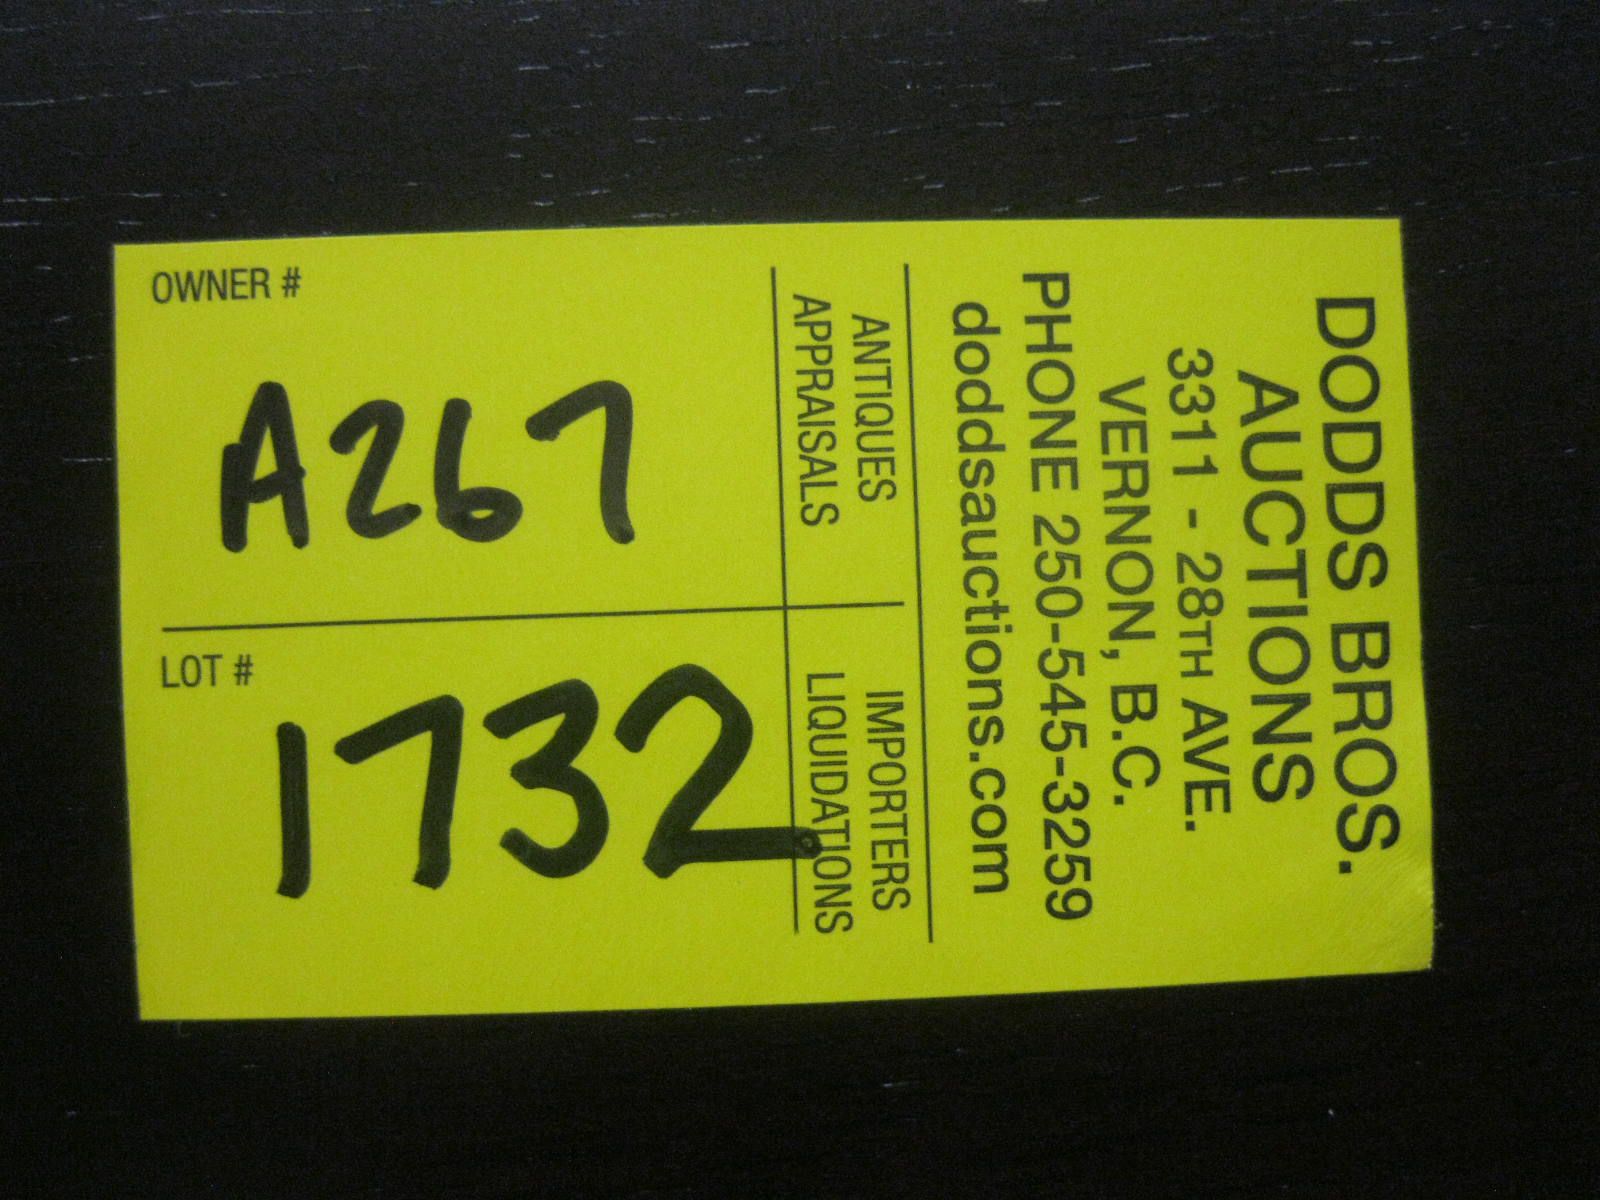 DODDS BROS.
AUCTIONS
3311 - 28TH AVE.
VERNON, B.C.
PHONE 250-545-3259
doddsauctions.com
ANTIQUES
APPRAISALS
IMPORTERS
LIQUIDATIONS
OWNER #
A267
LOT #
1732